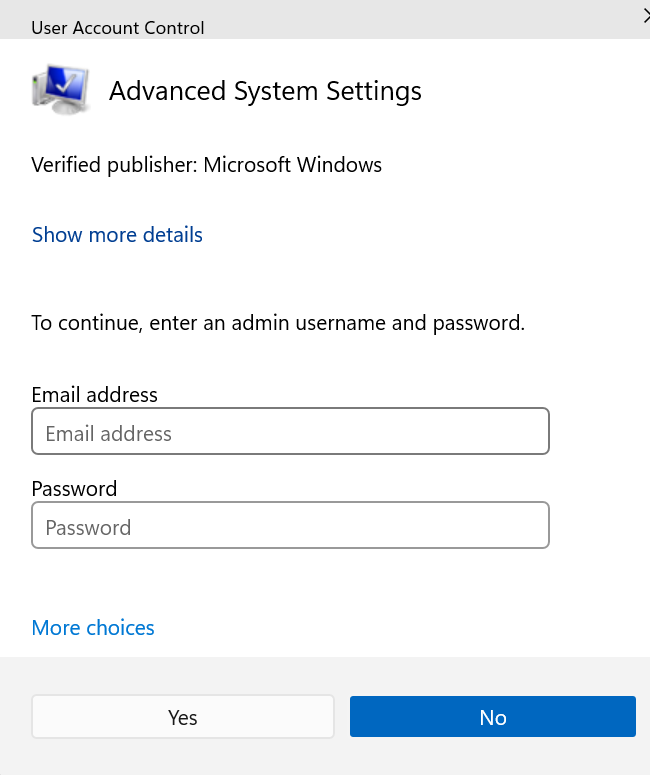 User Account Control
Advanced System Settings
Verified publisher: Microsoft Windows
Show more details
To continue, enter an admin username and password.
Email address
Email address
Password
Password
More choices
Yes
No